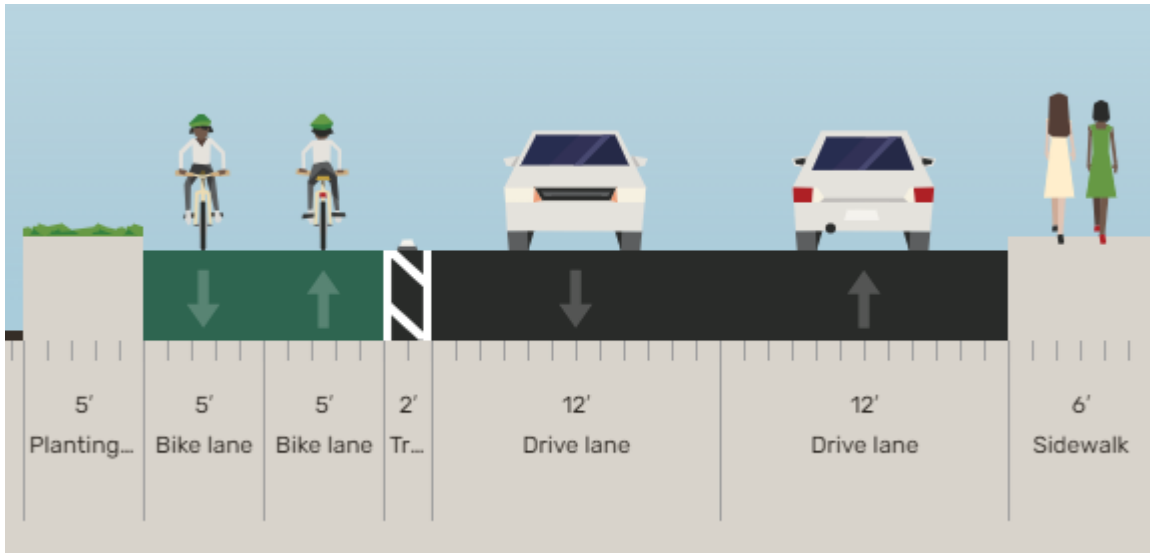 5′ 5′ 5′ 2′ 12′ 12′ 6′
Planting... Bike lane Bike lane Tr... Drive lane Drive lane Sidewalk